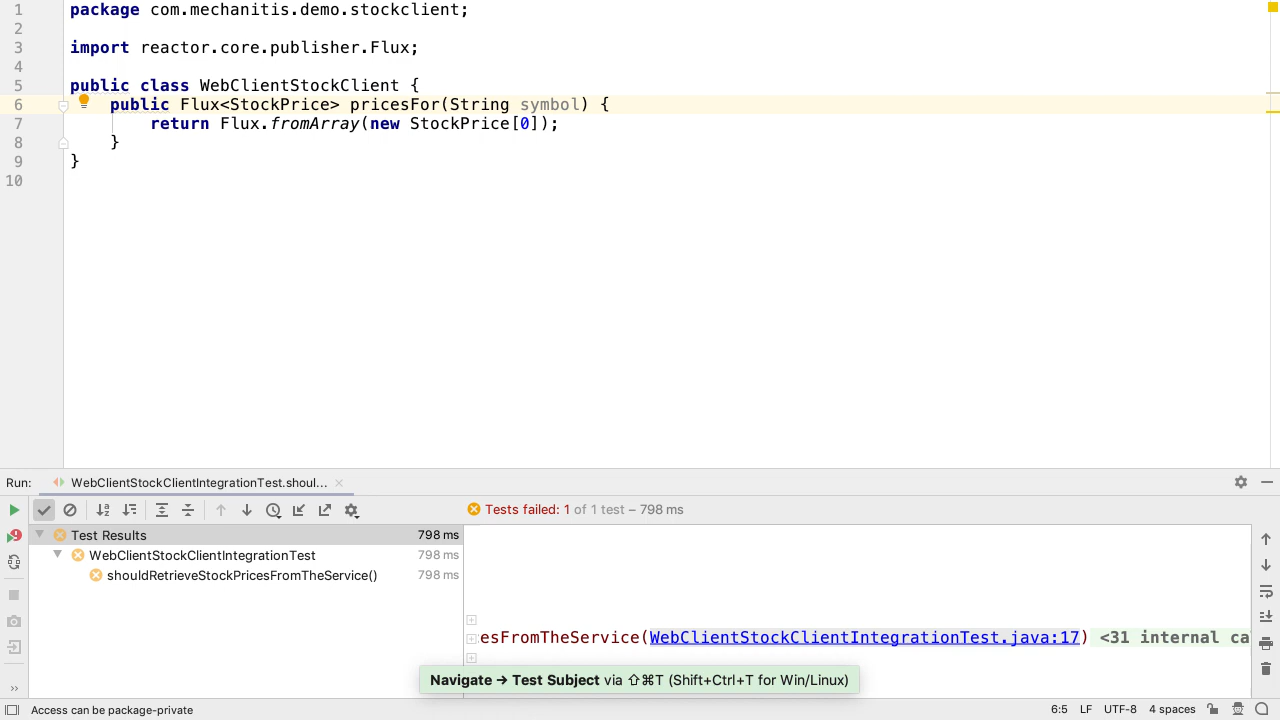 1 package com.mechanitis.demo.stockclient;
2
3 import reactor.core.publisher.Flux;
4
5 public class WebClientStockClient {
6 public Flux<StockPrice> pricesFor(String symbol) {
7 return Flux.fromArray(new StockPrice[0]);
8 }
9 }
10
Run: WebClientStockClientIntegrationTest.shoul...
Tests failed: 1 of 1 test – 798 ms
Test Results 798 ms
WebClientStockClientIntegrationTest 798 ms
shouldRetrieveStockPricesFromTheService() 798 ms
esFromTheService(WebClientStockClientIntegrationTest.java:17) <31 internal ca
Navigate → Test Subject via ⇧⌘T (Shift+Ctrl+T for Win/Linux)
Access can be package-private 6:5 LF UTF-8 4 spaces